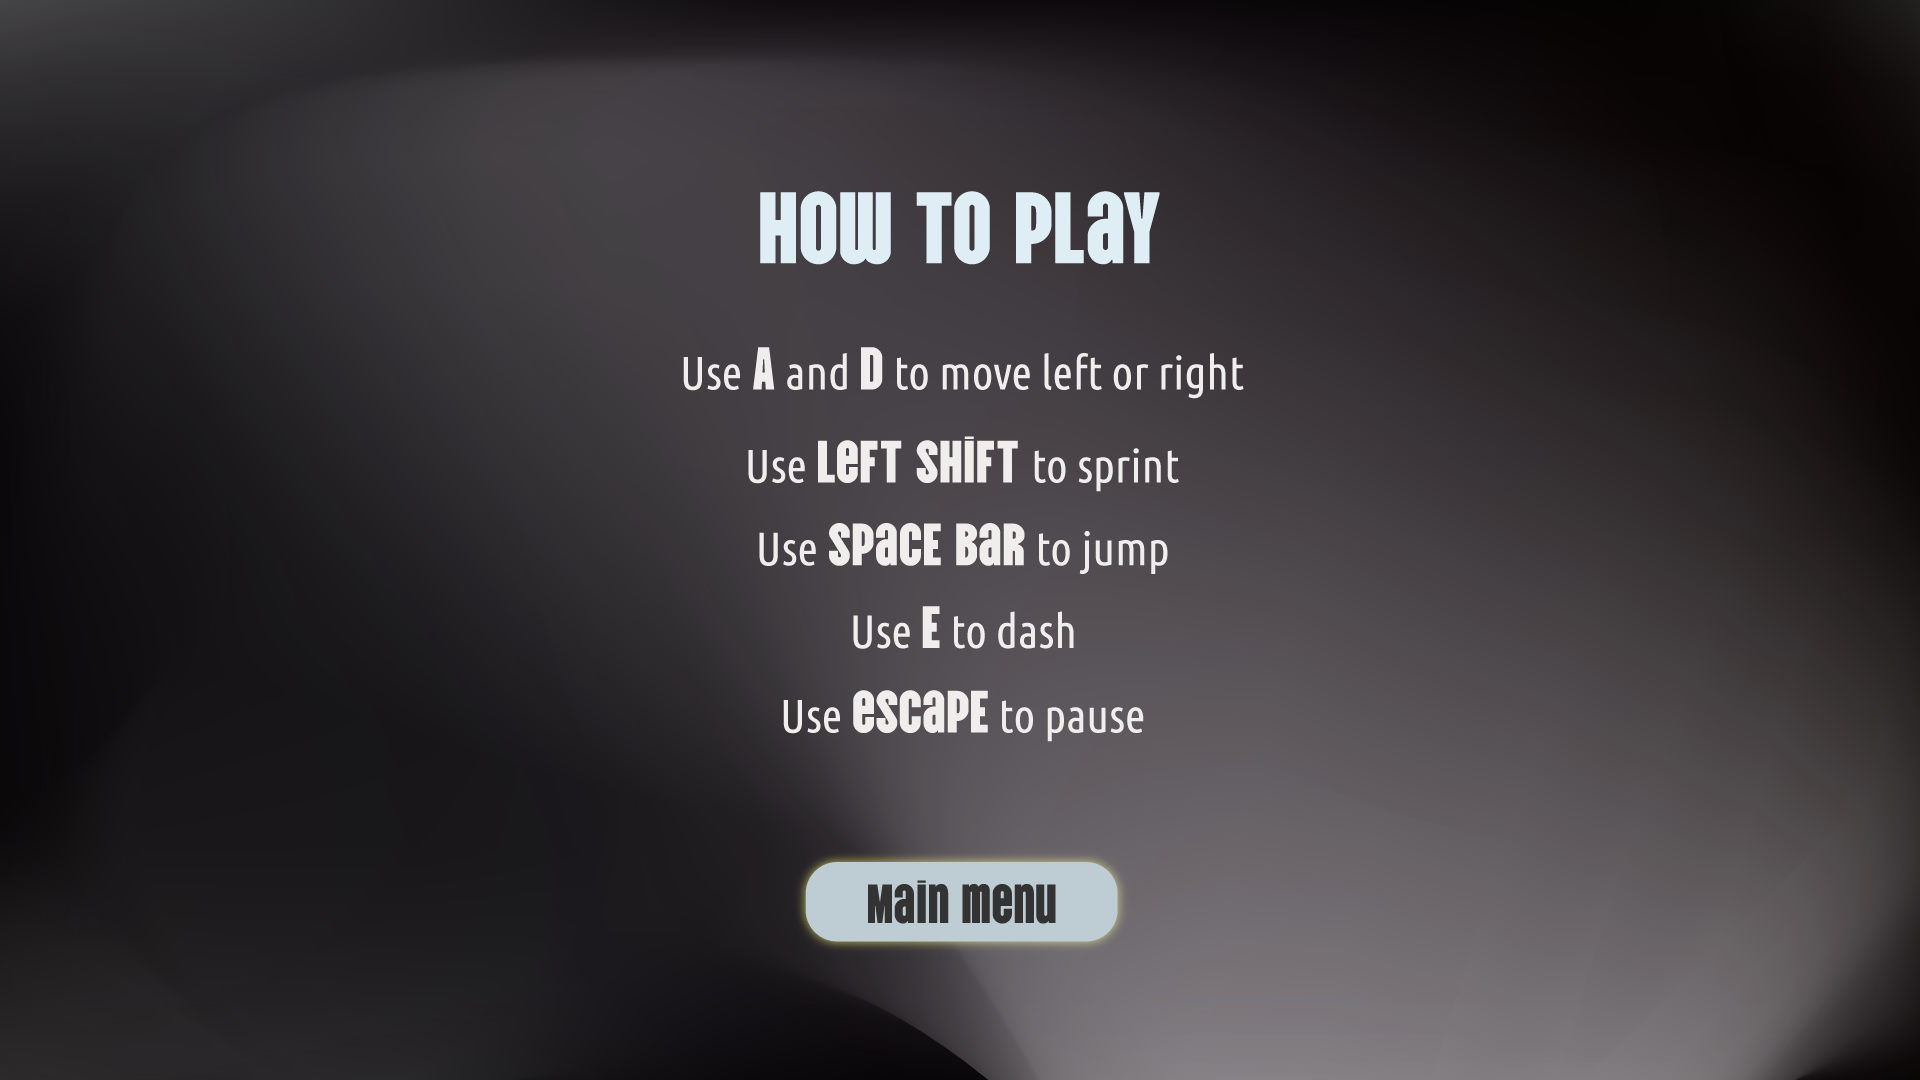 HOW TO PLAY
Use A and D to move left or right
Use LEFT SHIFT to sprint
Use SPACE BAR to jump
Use E to dash
Use ESCAPE to pause
Main menu